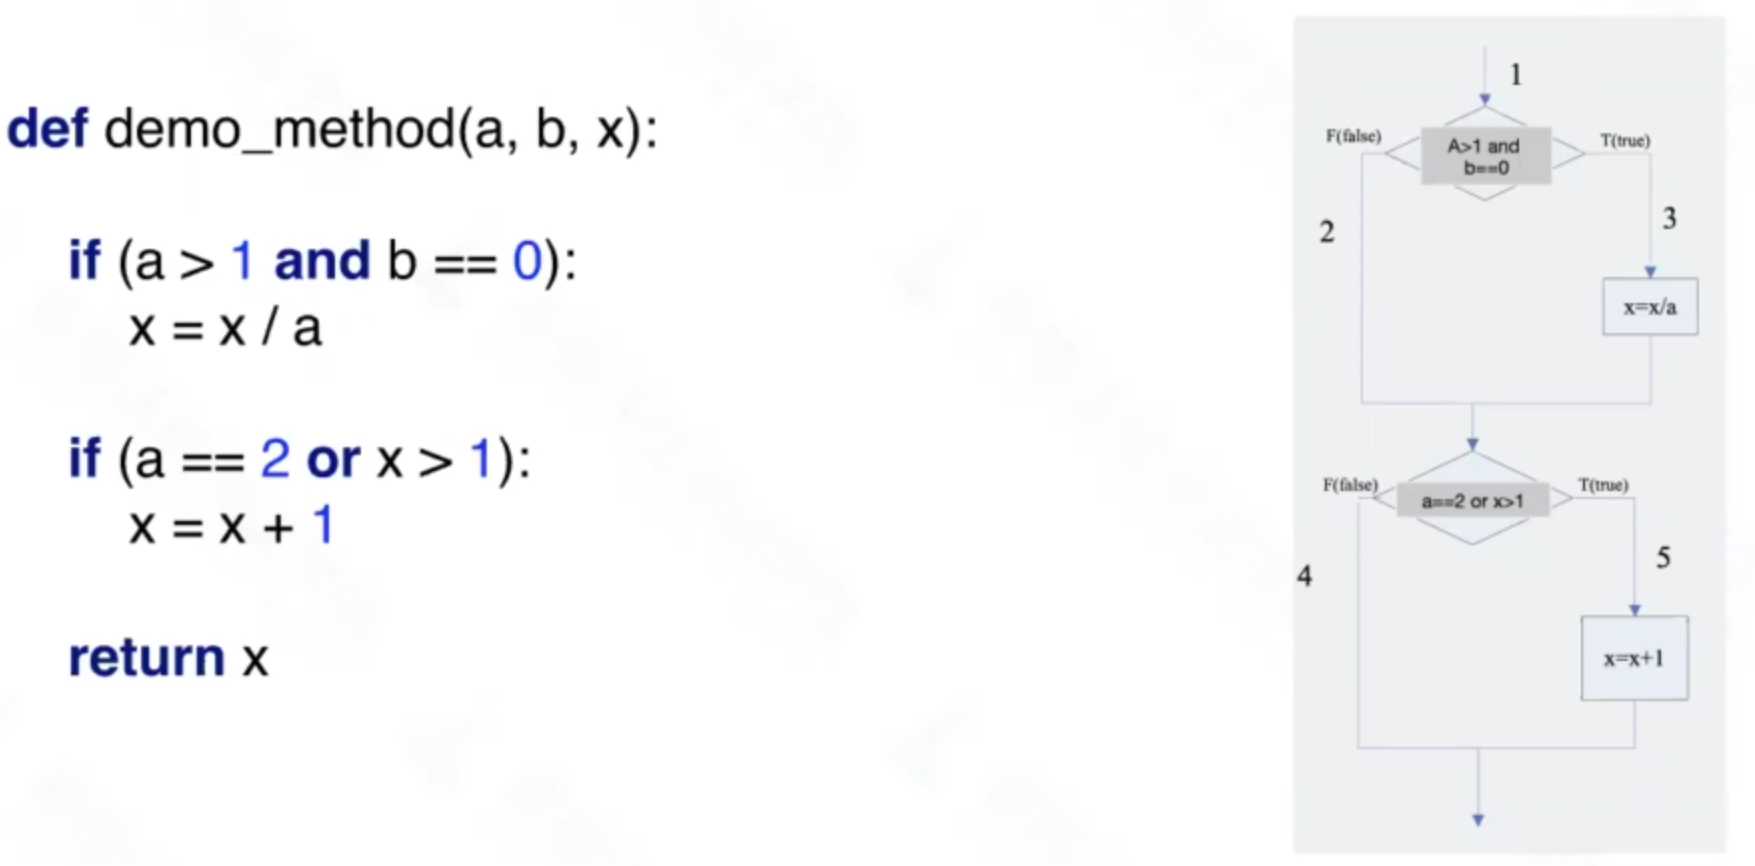 def demo_method(a, b, x):
if (a > 1 and b == 0):
x = x / a
if (a == 2 or x > 1):
x = x + 1
return x
1
F(false)
A>1 and
b==0
T(true)
2
3
x=x/a
F(false)
a==2 or x>1
T(true)
4
5
x=x+1